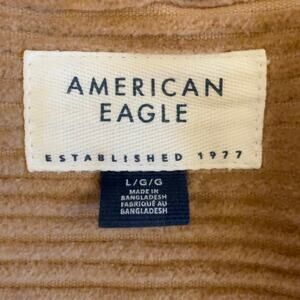 AMERICAN
EAGLE
ESTABLISHED 1977
L/G/G
MADE IN
BANGLADESH
FABRIQUÉ AU
BANGLADESH